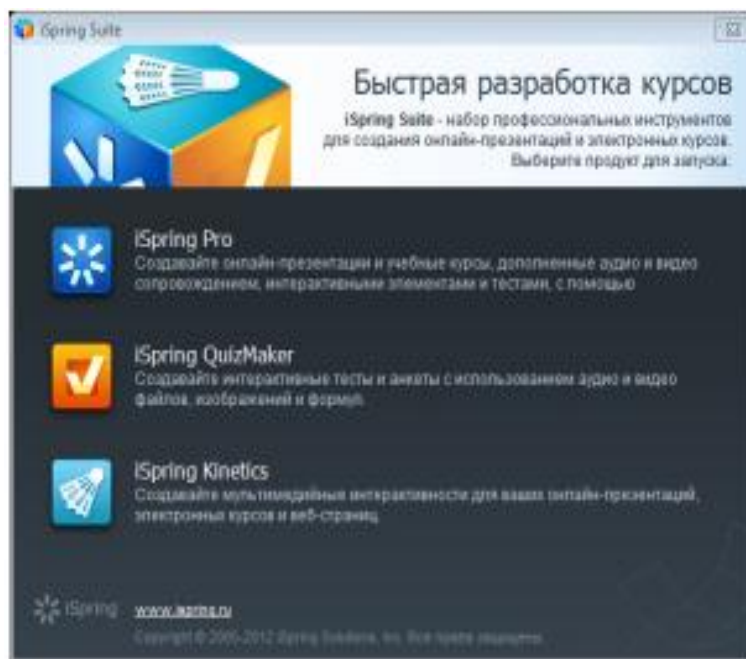 iSpring Suite
Быстрая разработка курсов
iSpring Suite - набор профессиональных инструментов
для создания онлайн-презентаций и электронных курсов.
Выберите продукт для запуска:
iSpring Pro
Создавайте онлайн-презентации и учебные курсы, дополненные аудио и видео
сопровождением, интерактивными элементами и тестами, с помощью
iSpring QuizMaker
Создавайте интерактивные тесты и анкеты с использованием аудио и видео
файлов, изображений и формул.
iSpring Kinetics
Создавайте мультимедийные интерактивности для ваших онлайн-презентаций,
электронных курсов и веб-страниц.
iSpring www.ispring.ru
Copyright © 2005-2012 iSpring Solutions, Inc. Все права защищены.